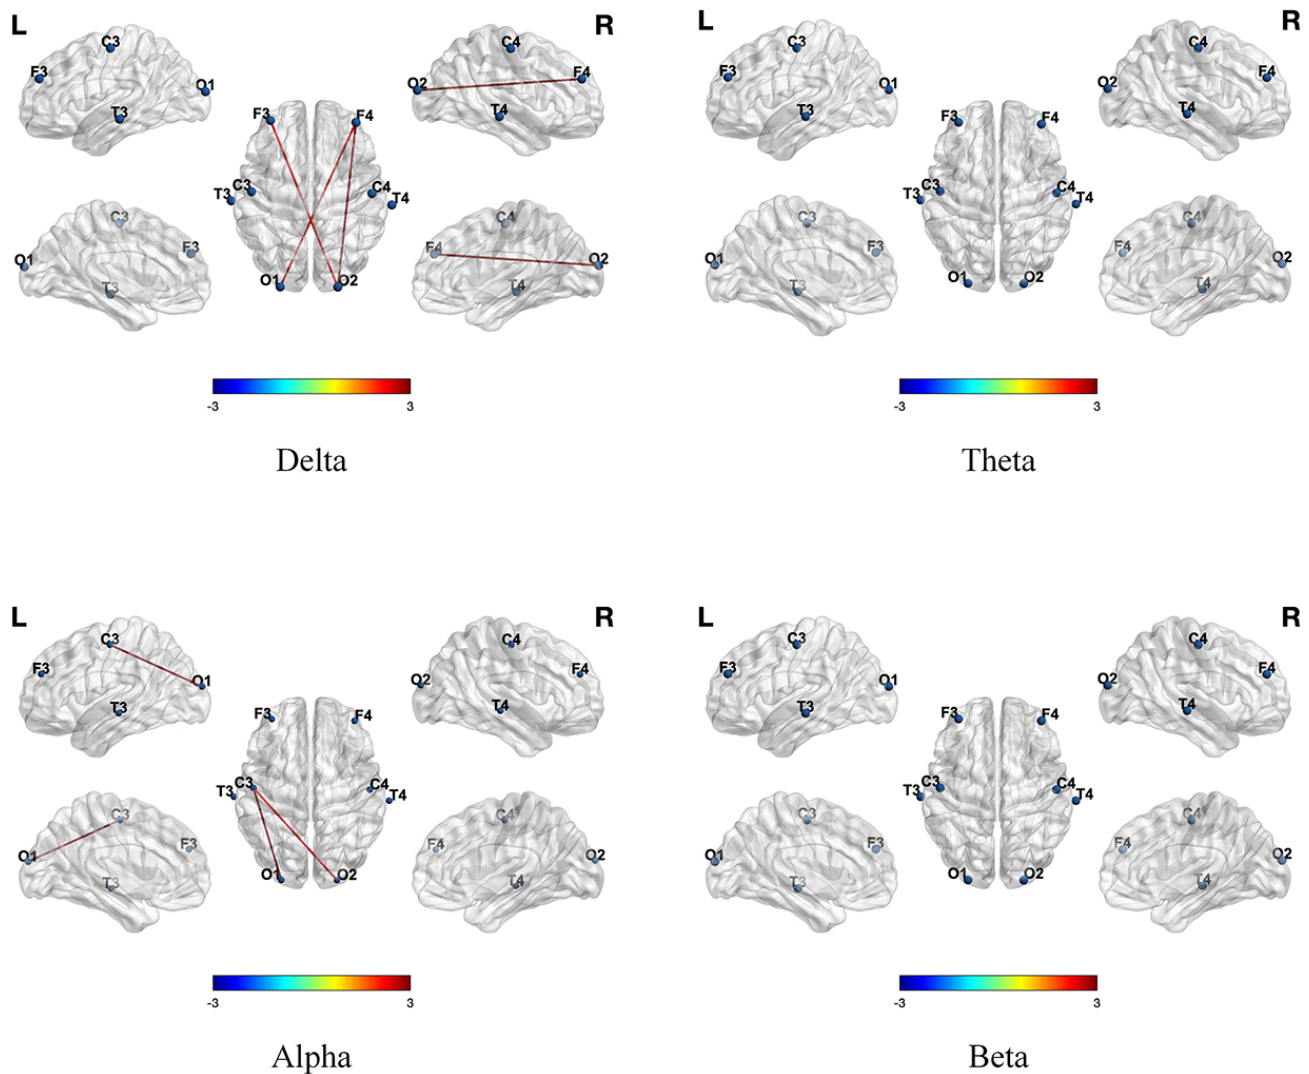 L R
C3 F3 O1 T3
C4 O2 F4 T4
F3 F4 C3 T3 C4 T4 O1 O2
C3 O1 F3 T3
C4 F4 O2 T4
-3 3
Delta
L R
C3 F3 O1 T3
C4 O2 F4 T4
F3 F4 C3 T3 C4 T4 O1 O2
C3 O1 F3 T3
C4 F4 O2 T4
-3 3
Theta
L R
C3 F3 O1 T3
C4 O2 F4 T4
F3 F4 C3 T3 C4 T4 O1 O2
C3 O1 F3 T3
C4 F4 O2 T4
-3 3
Alpha
L R
C3 F3 O1 T3
C4 O2 F4 T4
F3 F4 C3 T3 C4 T4 O1 O2
C3 O1 F3 T3
C4 F4 O2 T4
-3 3
Beta